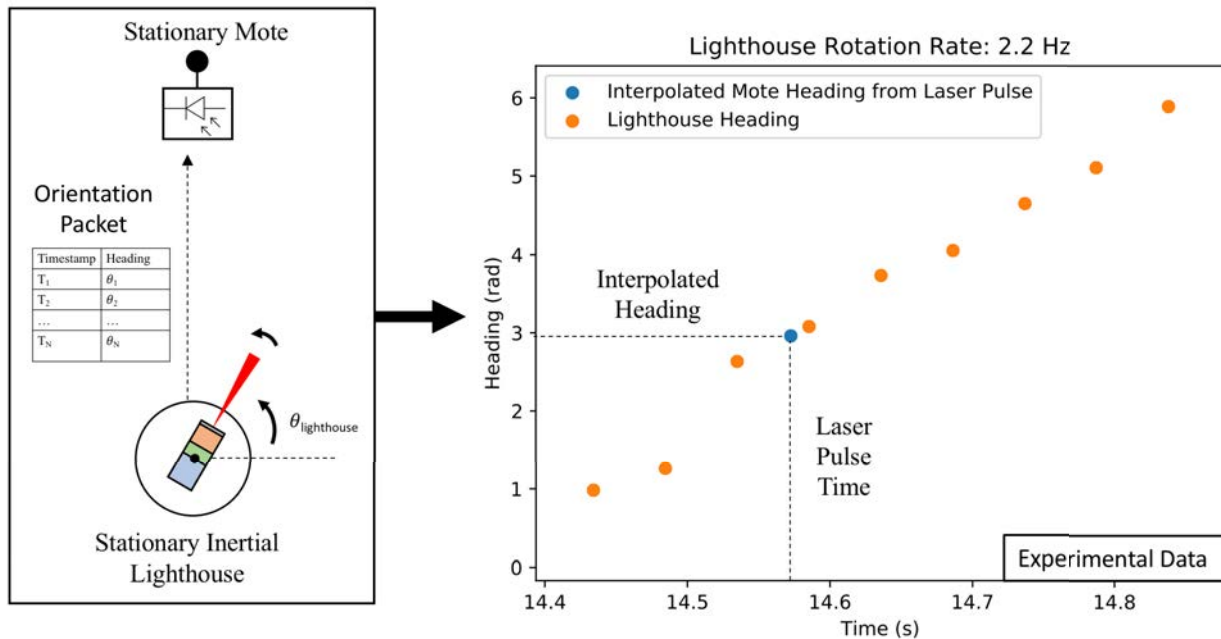 Stationary Mote
Orientation
Packet
Timestamp Heading
T1 θ1
T2 θ2
... ...
TN θN
θlighthouse
Stationary Inertial
Lighthouse
Lighthouse Rotation Rate: 2.2 Hz
Interpolated Mote Heading from Laser Pulse
Lighthouse Heading
Heading (rad)
6
5
4
3
2
1
0
Interpolated
Heading
Laser
Pulse
Time
Experimental Data
14.4 14.5 14.6 14.7 14.8
Time (s)